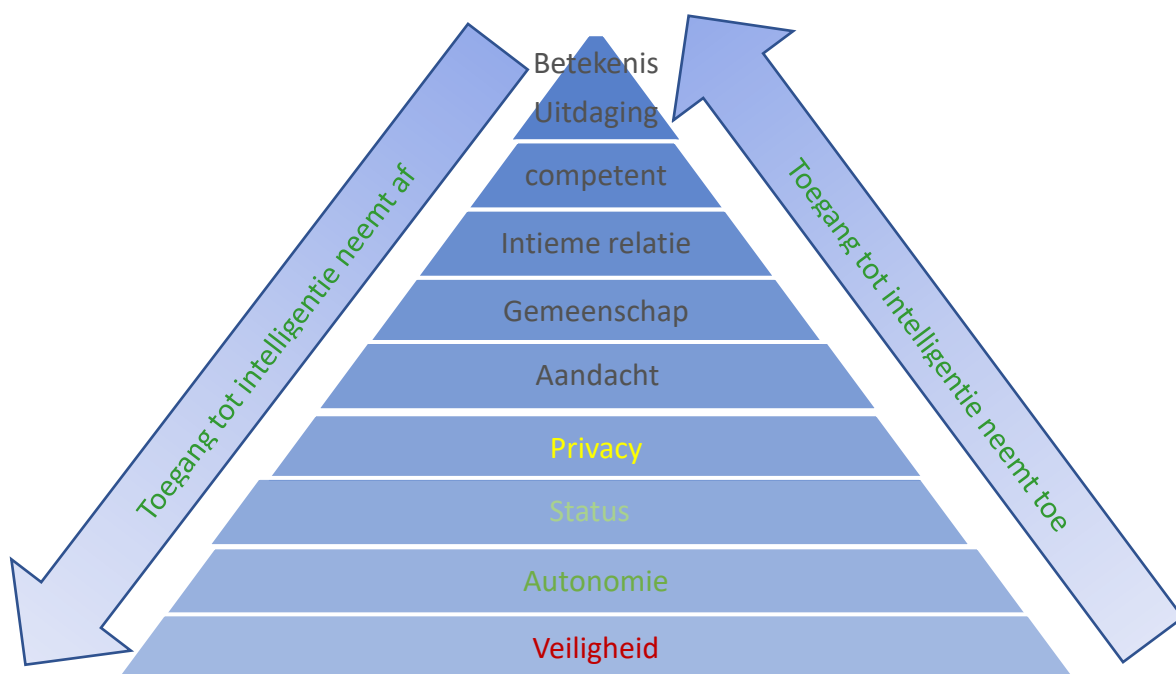 Betekenis
Uitdaging
competent
Intieme relatie
Gemeenschap
Aandacht
Privacy
Status
Autonomie
Veiligheid
Toegang tot intelligentie neemt af
Toegang tot intelligentie neemt toe